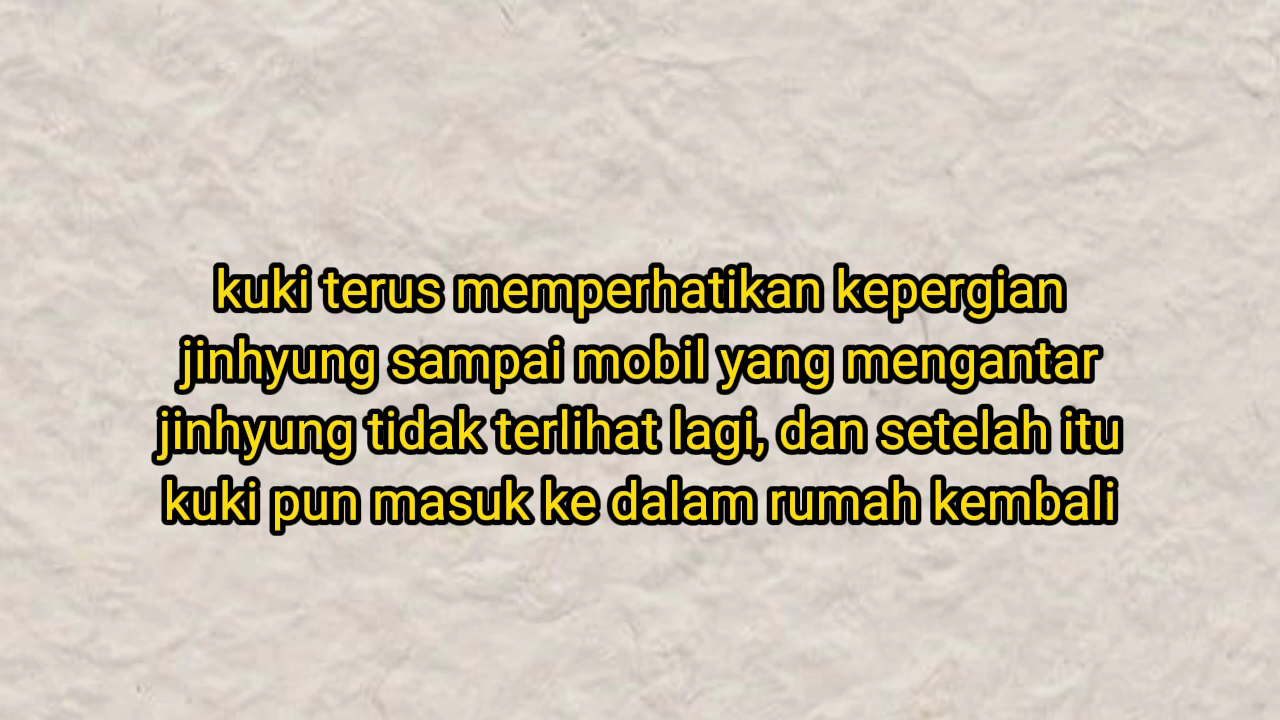 kuki terus memperhatikan kepergian
jinhyung sampai mobil yang mengantar
jinhyung tidak terlihat lagi, dan setelah itu
kuki pun masuk ke dalam rumah kembali